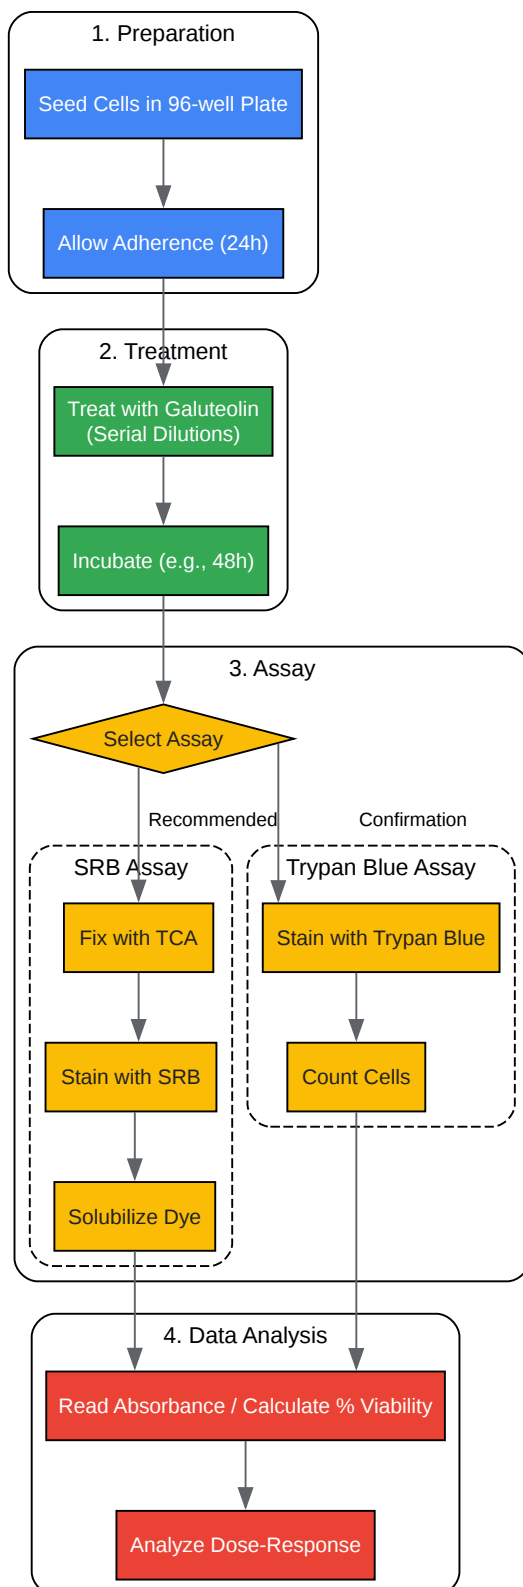 1. Preparation
Seed Cells in 96-well Plate
Allow Adherence (24h)
2. Treatment
Treat with Galuteolin
(Serial Dilutions)
Incubate (e.g., 48h)
3. Assay
Select Assay
Recommended
Confirmation
SRB Assay
Fix with TCA
Stain with SRB
Solubilize Dye
Trypan Blue Assay
Stain with Trypan Blue
Count Cells
4. Data Analysis
Read Absorbance / Calculate % Viability
Analyze Dose-Response